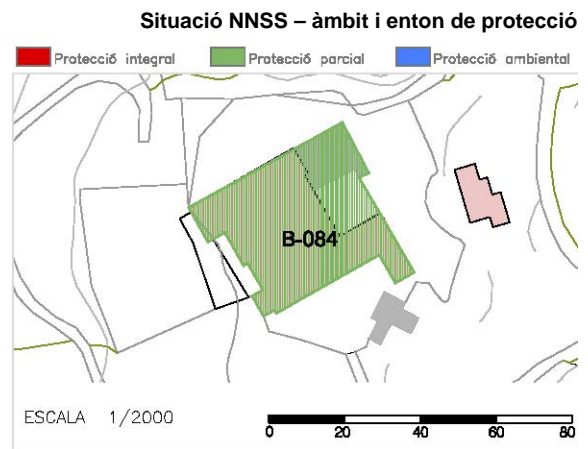 Situació NNSS – àmbit i enton de protecció
Protecció integral Protecció parcial Protecció ambiental
B-084
ESCALA 1/2000
0 20 40 60 80